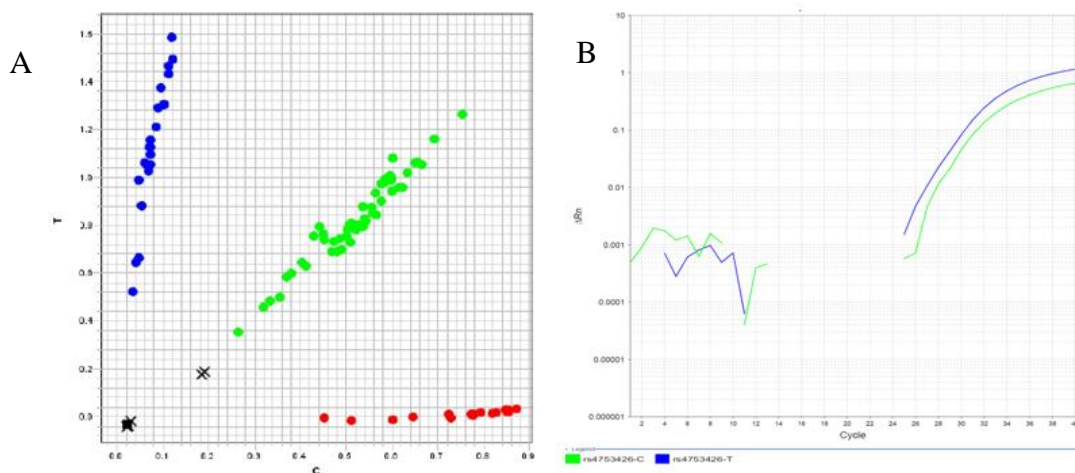 A
B
1.5
1.4
1.2
1.0
0.8
0.6
0.4
0.2
0.0
T
0.0 0.1 0.2 0.3 0.4 0.5 0.6 0.7 0.8 0.9
C
10
1
0.1
0.01
0.001
0.0001
0.00001
0.000001
ΔRn
2 4 6 8 10 12 14 16 18 20 22 24 26 28 30 32 34 36 38 40
Cycle
Legend
rs4753426-C rs4753426-T